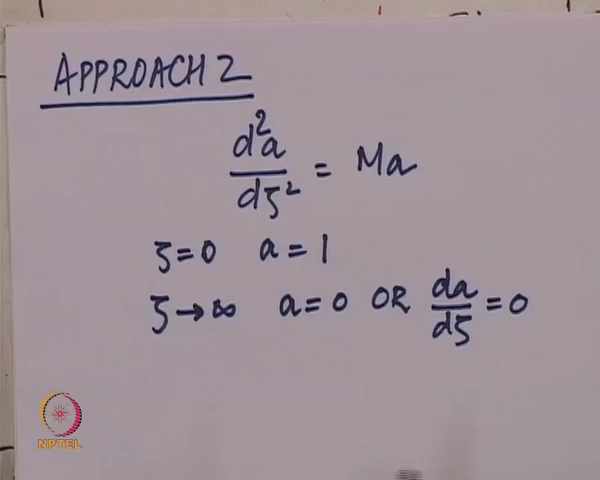 APPROACH 2
d²a/dζ² = Ma
ζ=0 a=1
ζ→∞ a=0 OR da/dζ=0
NPTEL